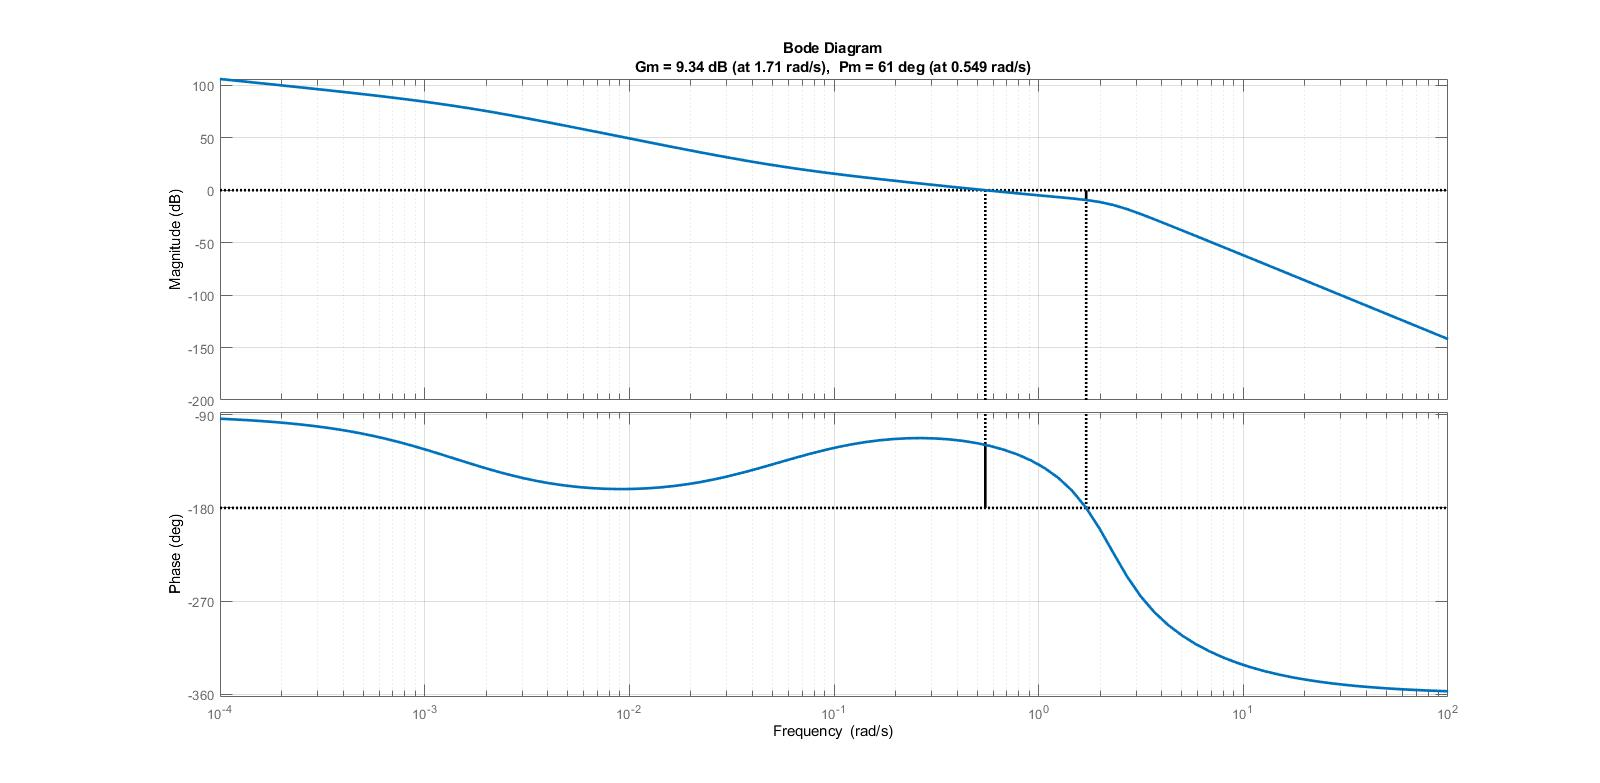 Bode Diagram
Gm = 9.34 dB (at 1.71 rad/s),  Pm = 61 deg (at 0.549 rad/s)
Magnitude (dB)
100
50
0
-50
-100
-150
-200
Phase (deg)
-90
-180
-270
-360
10^-4 10^-3 10^-2 10^-1 10^0 10^1 10^2
Frequency (rad/s)